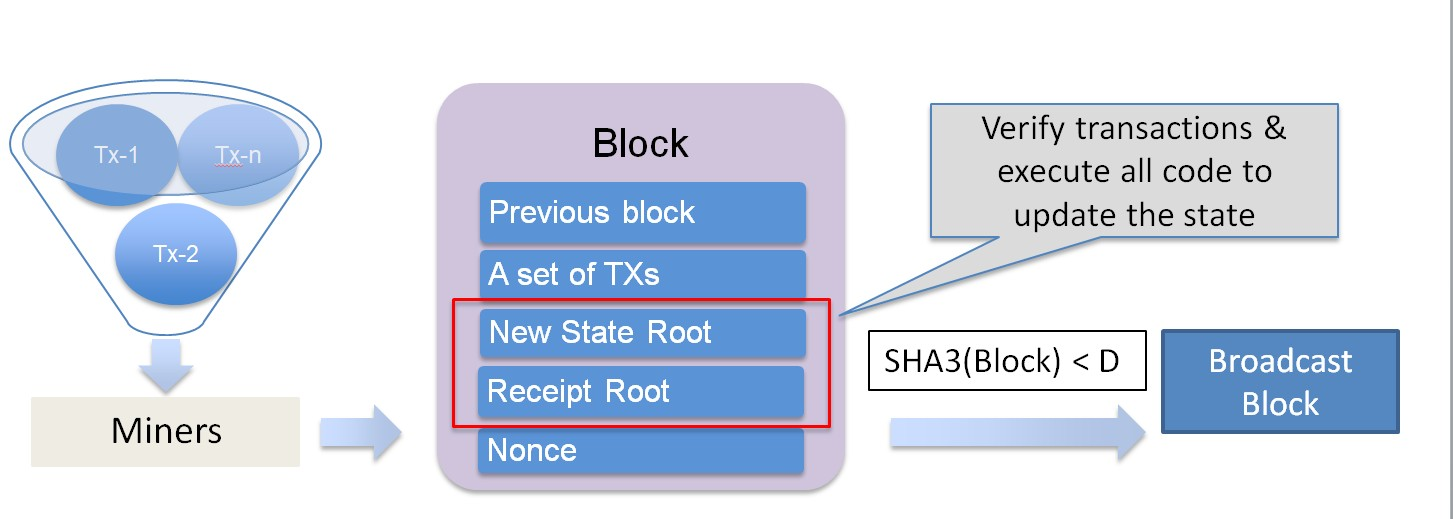 Tx-1
Tx-n
Tx-2
Miners
Block
Previous block
A set of TXs
New State Root
Receipt Root
Nonce
Verify transactions &
execute all code to
update the state
SHA3(Block) < D
Broadcast
Block